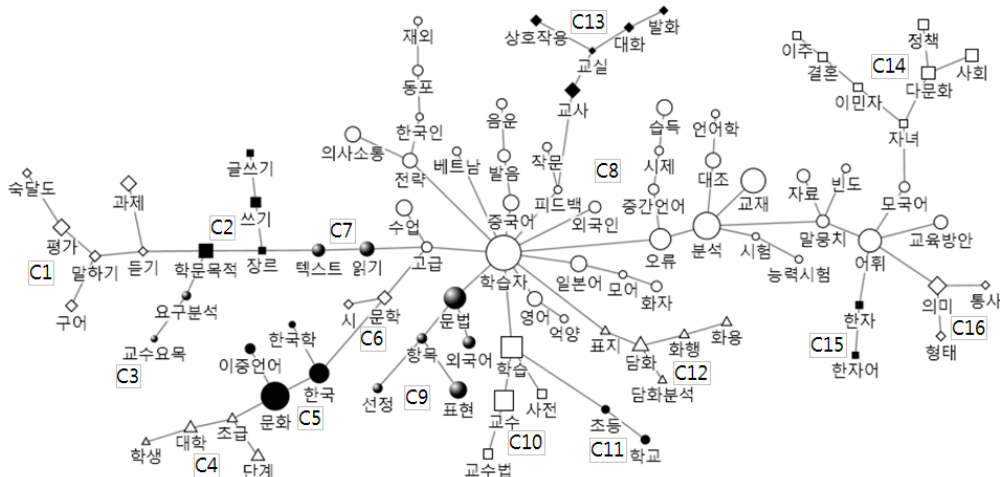 재외
상호작용
C13
발화
대화
정책
이주
C14
사회
결혼
교실
동포
이민자
다문화
교사
음운
습득
언어학
한국인
자녀
의사소통
글쓰기
베트남
작문
C8
시제
전략
발음
대조
숙달도
과제
교재
자료
빈도
피드백
중간언어
모국어
쓰기
중국어
외국인
수업
C2
C7
말뭉치
교육방안
평가
C1
말하기
듣기
학문목적
장르
텍스트
읽기
고급
학습자
오류
분석
시험
어휘
일본어
모어
화자
능력시험
의미
통사
구어
요구분석
시
문학
문법
영어
억양
한자
C16
C6
한국학
표지
화행
화용
형태
교수요목
C3
이중언어
항목
외국어
학습
담화
C15
한자어
한국
C12
담화분석
선정
C9
표현
사전
문화
C5
교수
초등
조급
C10
C11
학생
대학
C4
단계
교수법
학교